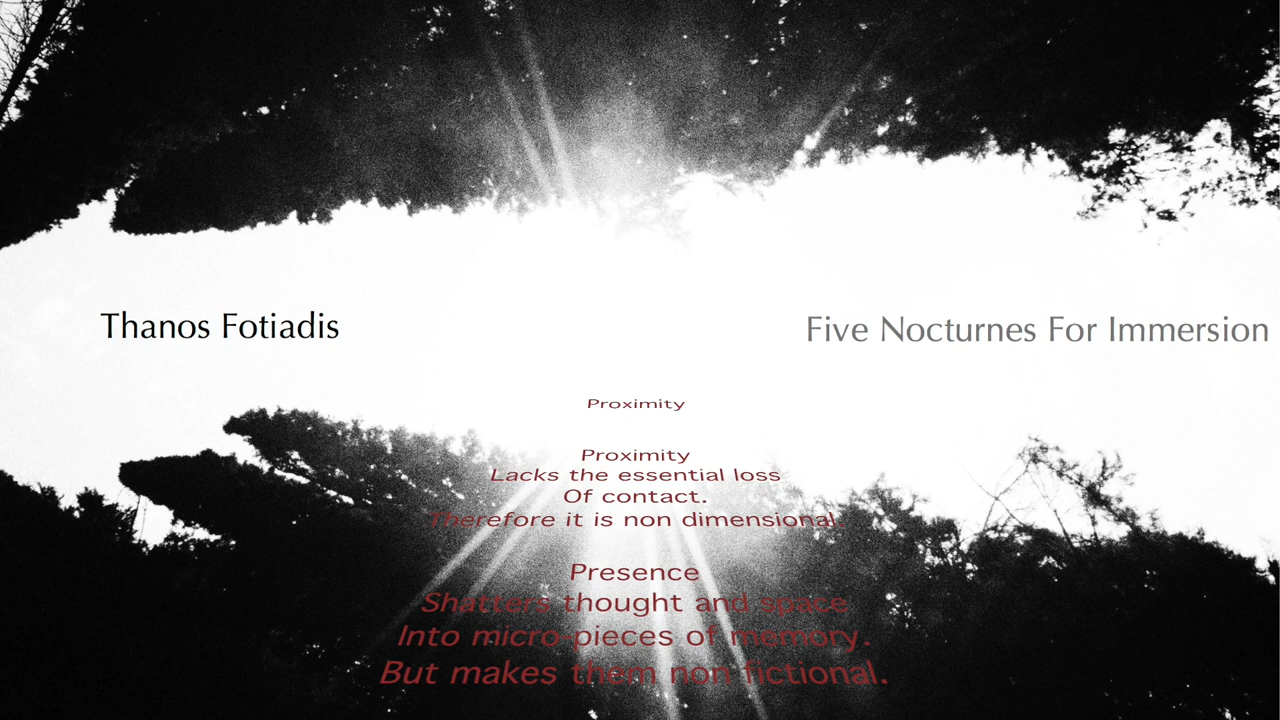 Thanos Fotiadis
Five Nocturnes For Immersion
Proximity
Proximity
Lacks the essential loss
Of contact.
Therefore it is non dimensional.
Presence
Shatters thought and space
Into micro-pieces of memory.
But makes them non fictional.